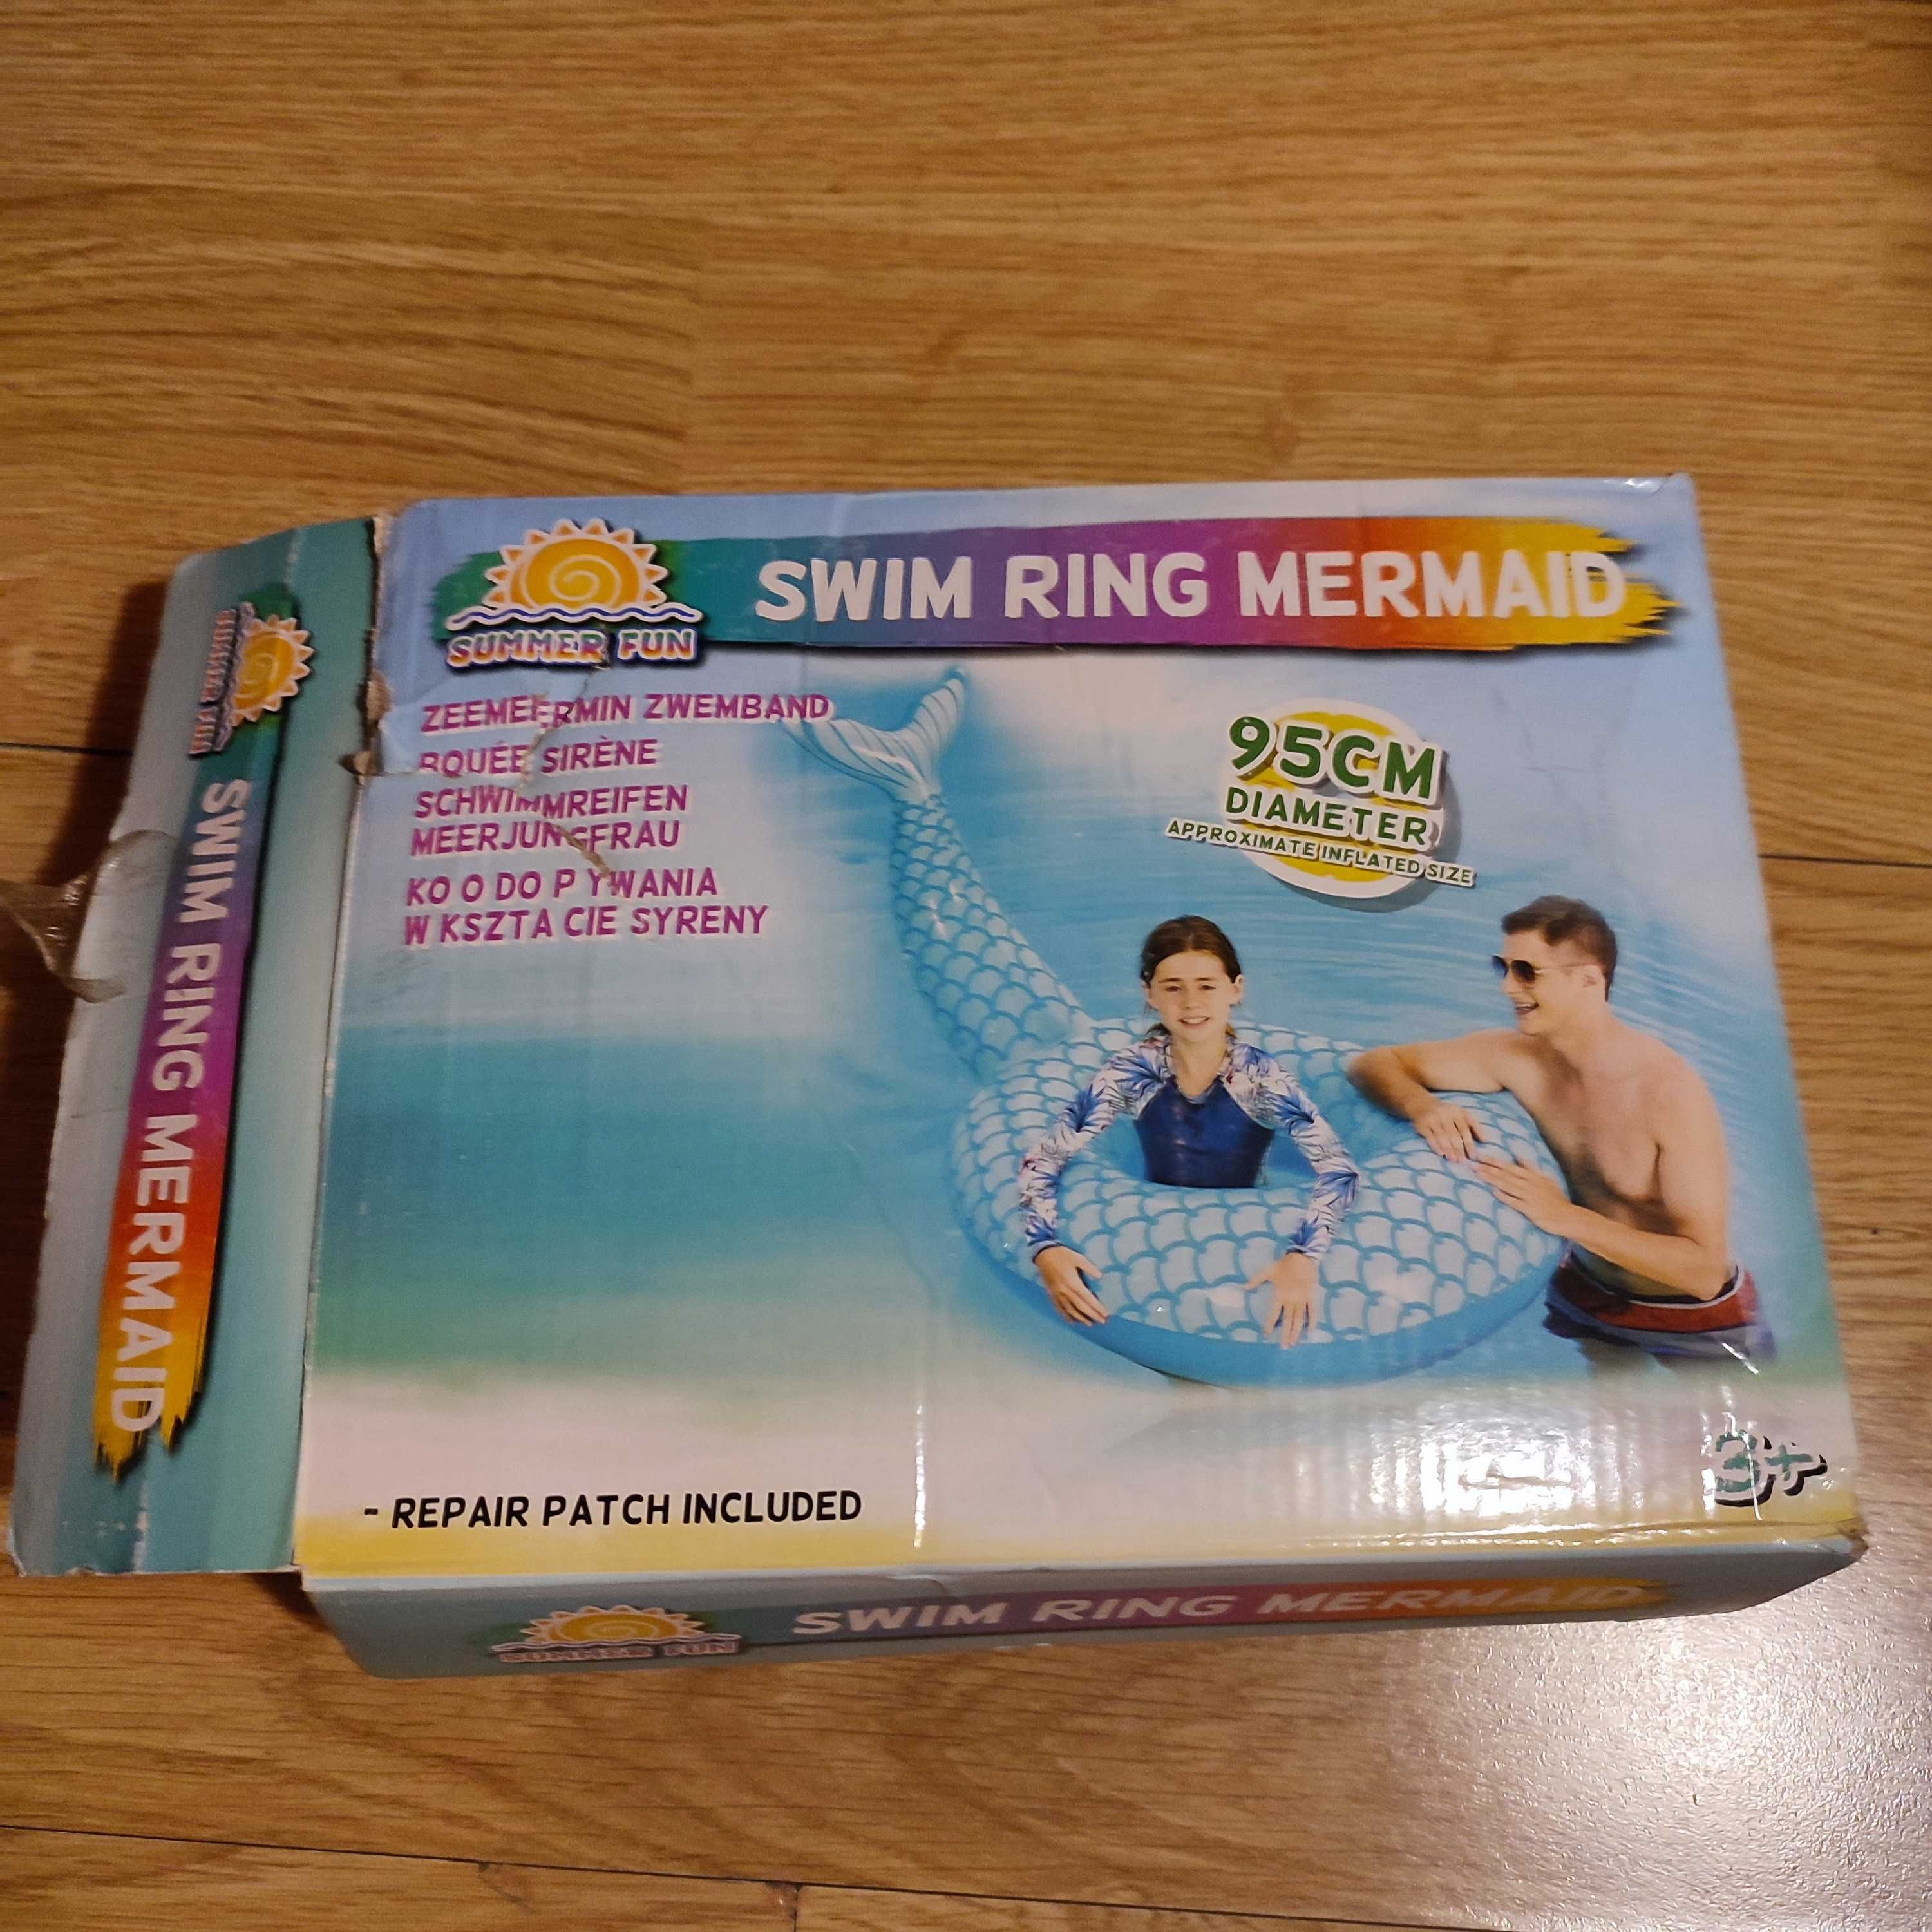 SUMMER FUN
SWIM RING MERMAID
ZEEMEERMIN ZWEMBAND
BOUÉE SIRÈNE
SCHWIMMREIFEN
MEERJUNGFRAU
KO O DO P YWANIA
W KSZTA CIE SYRENY
95CM
DIAMETER
APPROXIMATE INFLATED SIZE
3+
- REPAIR PATCH INCLUDED
SUMMER FUN
SWIM RING MERMAID
SUMMER FUN
SWIM RING MERMAID